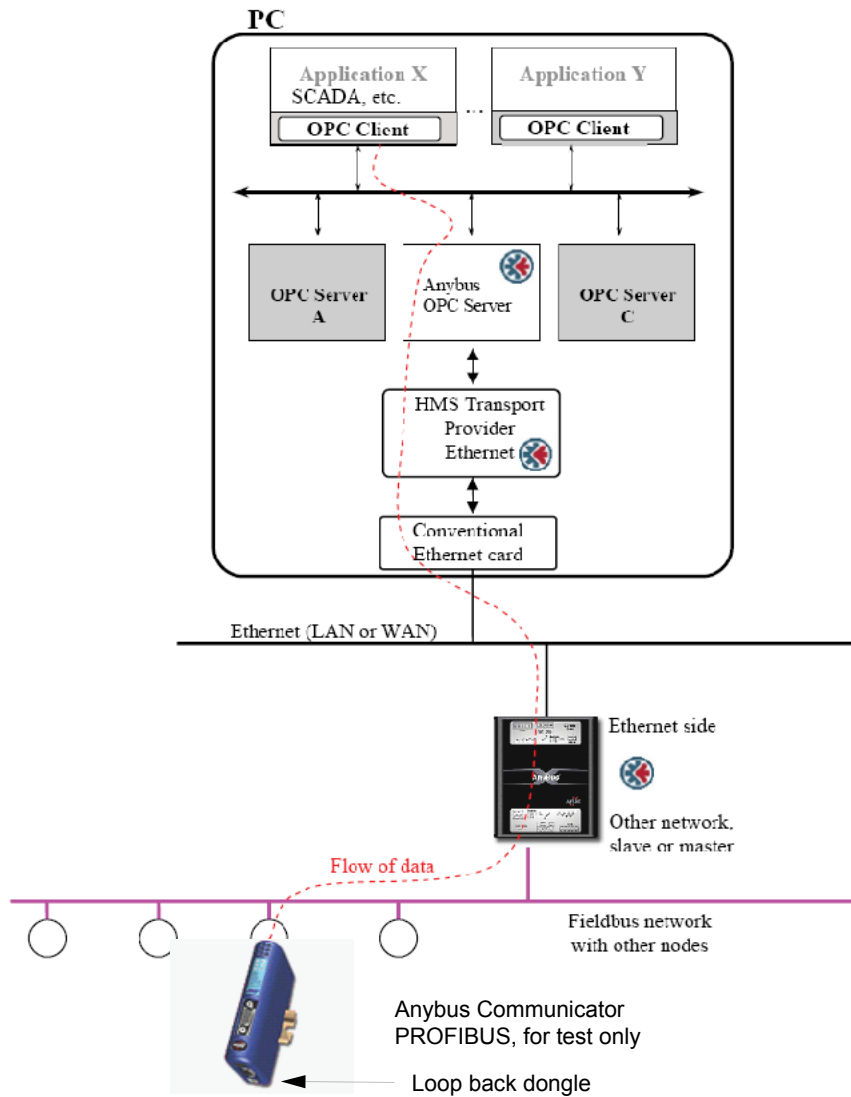 PC
Application X
SCADA, etc.
OPC Client
...
Application Y
OPC Client
OPC Server
A
Anybus
OPC Server
OPC Server
C
HMS Transport
Provider
Ethernet
Conventional
Ethernet card
Ethernet (LAN or WAN)
Ethernet side
Other network,
slave or master
Flow of data
Fieldbus network
with other nodes
Anybus Communicator
PROFIBUS, for test only
Loop back dongle